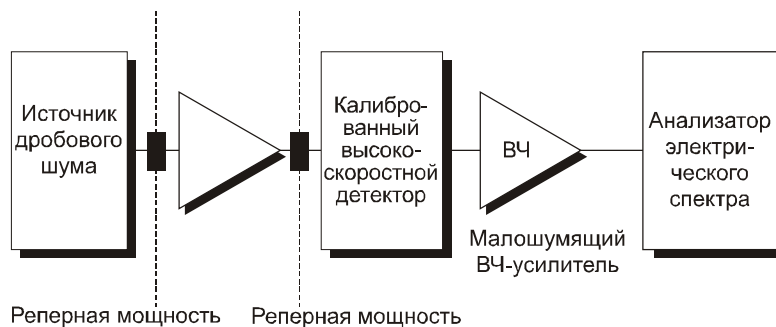 Источник
дробового
шума
Калибро-
ванный
высоко-
скоростной
детектор
ВЧ
Малошумящий
ВЧ-усилитель
Анализатор
электри-
ческого
спектра
Реперная мощность
Реперная мощность